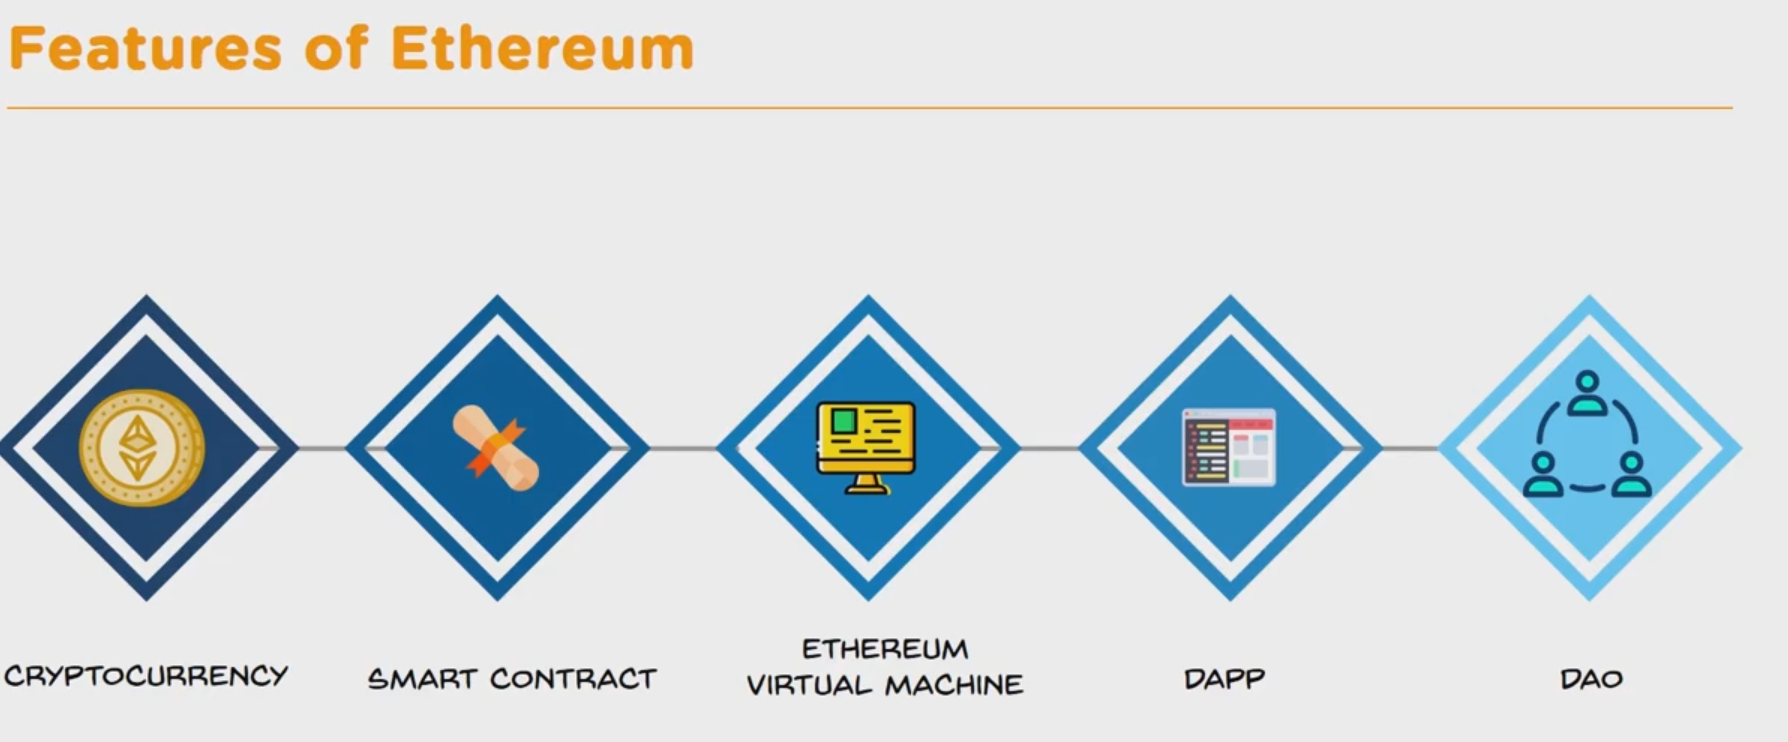 Features of Ethereum
CRYPTOCURRENCY
SMART CONTRACT
ETHEREUM
VIRTUAL MACHINE
DAPP
DAO